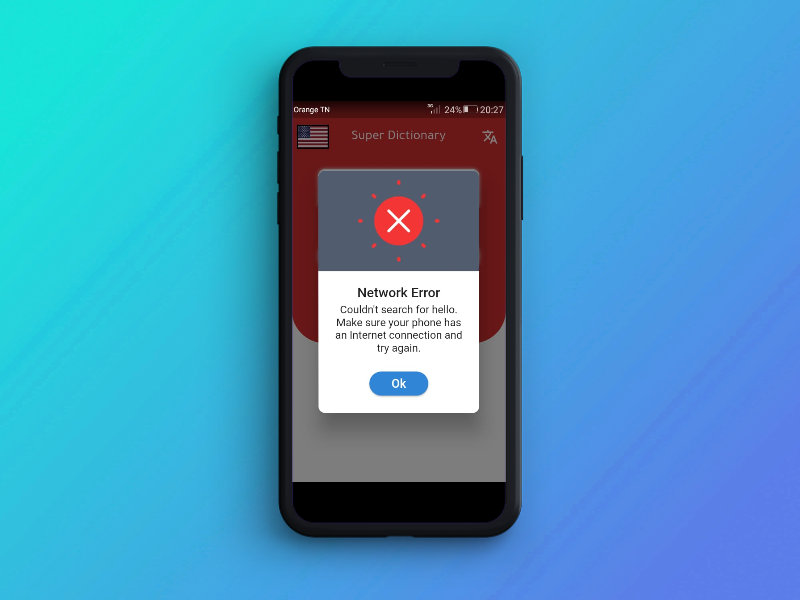 Orange TN 3G 24% 20:27
Super Dictionary
Network Error
Couldn't search for hello.
Make sure your phone has
an Internet connection and
try again.
Ok